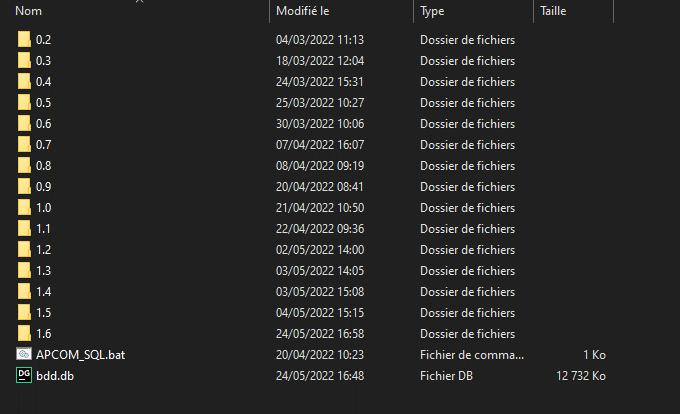 Nom Modifié le Type Taille
0.2 04/03/2022 11:13 Dossier de fichiers
0.3 18/03/2022 12:04 Dossier de fichiers
0.4 24/03/2022 15:31 Dossier de fichiers
0.5 25/03/2022 10:27 Dossier de fichiers
0.6 30/03/2022 10:06 Dossier de fichiers
0.7 07/04/2022 16:07 Dossier de fichiers
0.8 08/04/2022 09:19 Dossier de fichiers
0.9 20/04/2022 08:41 Dossier de fichiers
1.0 21/04/2022 10:50 Dossier de fichiers
1.1 22/04/2022 09:36 Dossier de fichiers
1.2 02/05/2022 14:00 Dossier de fichiers
1.3 03/05/2022 14:05 Dossier de fichiers
1.4 03/05/2022 15:08 Dossier de fichiers
1.5 04/05/2022 15:15 Dossier de fichiers
1.6 24/05/2022 16:58 Dossier de fichiers
APCOM_SQL.bat 20/04/2022 10:23 Fichier de comma... 1 Ko
DG bdd.db 24/05/2022 16:48 Fichier DB 12 732 Ko